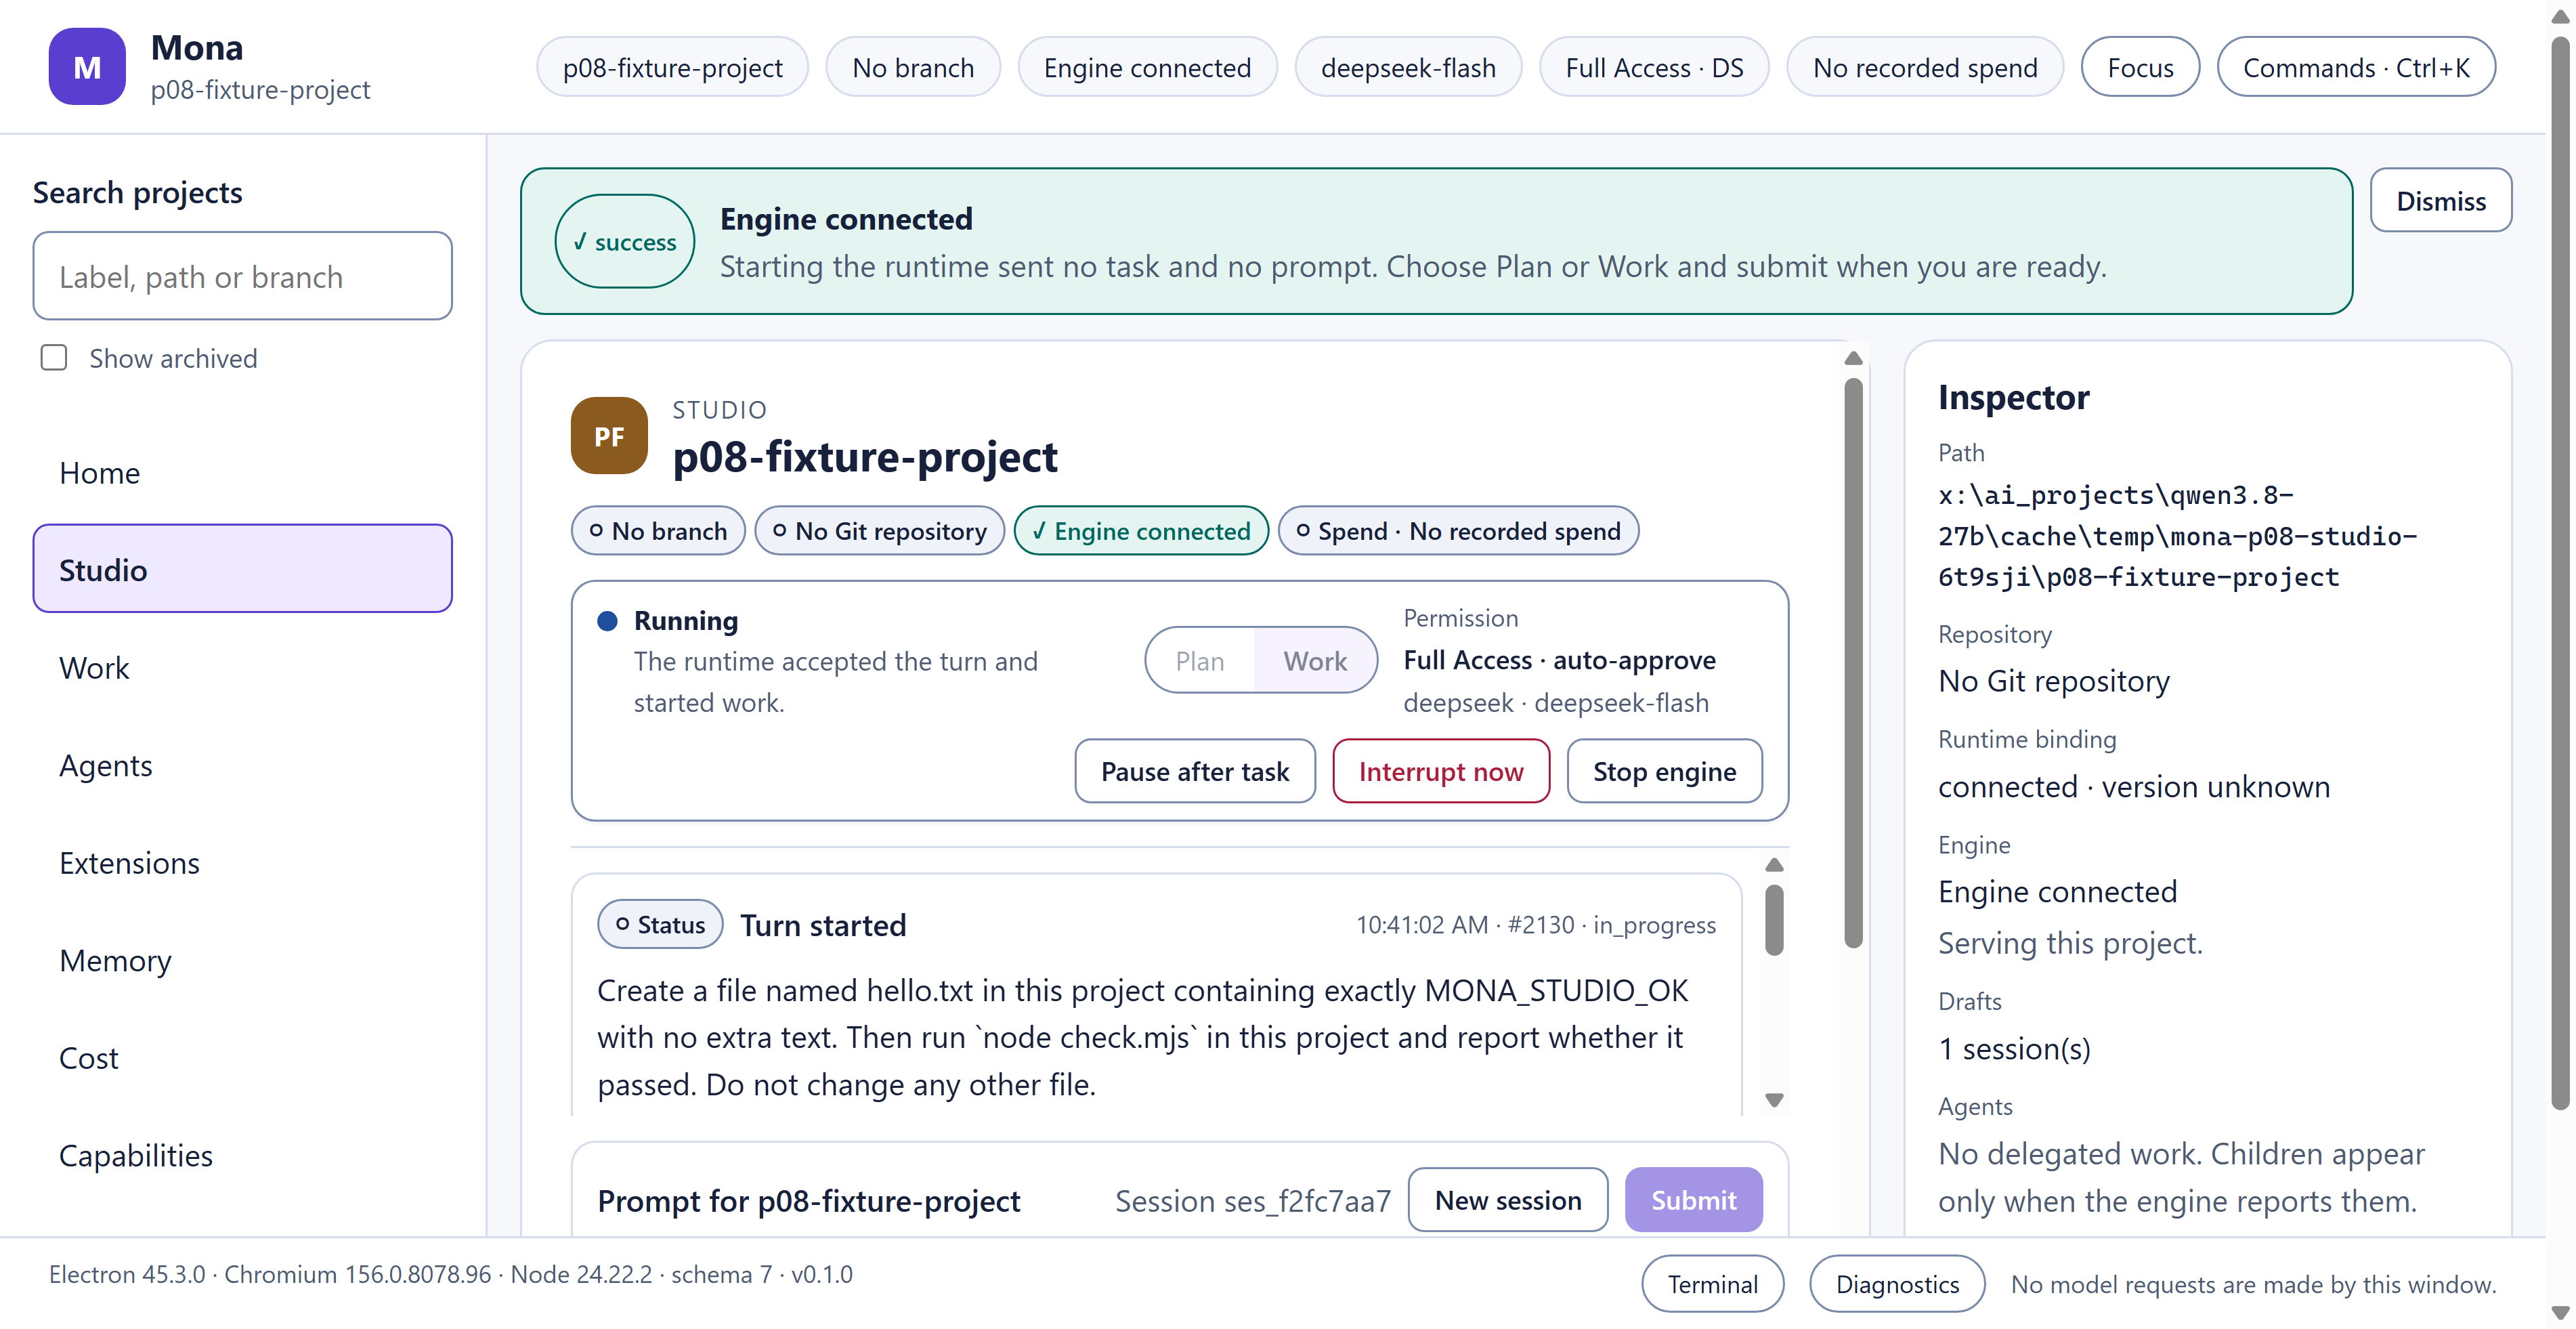 M
Mona
p08-fixture-project
p08-fixture-project
No branch
Engine connected
deepseek-flash
Full Access · DS
No recorded spend
Focus
Commands · Ctrl+K
Search projects
Label, path or branch
Show archived
Home
Studio
Work
Agents
Extensions
Memory
Cost
Capabilities
✓ success
Engine connected
Starting the runtime sent no task and no prompt. Choose Plan or Work and submit when you are ready.
Dismiss
PF
STUDIO
p08-fixture-project
No branch
No Git repository
✓ Engine connected
Spend · No recorded spend
Running
The runtime accepted the turn and
started work.
Plan
Work
Permission
Full Access · auto-approve
deepseek · deepseek-flash
Pause after task
Interrupt now
Stop engine
Status
Turn started
10:41:02 AM · #2130 · in_progress
Create a file named hello.txt in this project containing exactly MONA_STUDIO_OK
with no extra text. Then run `node check.mjs` in this project and report whether it
passed. Do not change any other file.
Prompt for p08-fixture-project
Session ses_f2fc7aa7
New session
Submit
Inspector
Path
x:\ai_projects\qwen3.8-
27b\cache\temp\mona-p08-studio-
6t9sji\p08-fixture-project
Repository
No Git repository
Runtime binding
connected · version unknown
Engine
Engine connected
Serving this project.
Drafts
1 session(s)
Agents
No delegated work. Children appear
only when the engine reports them.
Electron 45.3.0 · Chromium 156.0.8078.96 · Node 24.22.2 · schema 7 · v0.1.0
Terminal
Diagnostics
No model requests are made by this window.